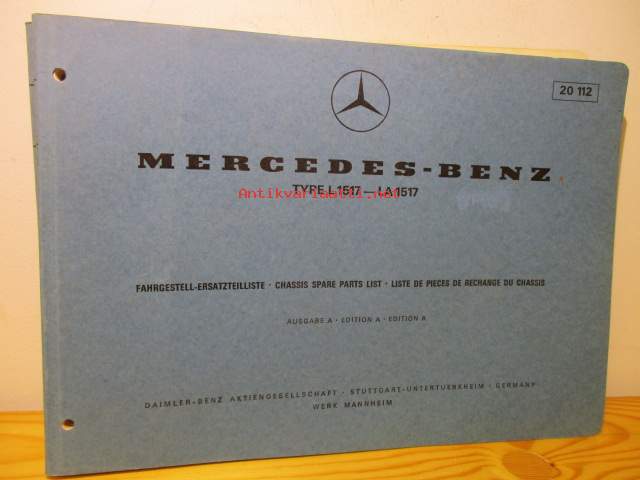 20 112
MERCEDES-BENZ
TYPE L 1517 — LA 1517
Antikvariaatti.net
FAHRGESTELL-ERSATZTEILLISTE · CHASSIS SPARE PARTS LIST · LISTE DE PIECES DE RECHANGE DU CHASSIS
AUSGABE A · EDITION A · EDITION A
DAIMLER-BENZ AKTIENGESELLSCHAFT · STUTTGART-UNTERTUERKHEIM · GERMANY
WERK MANNHEIM